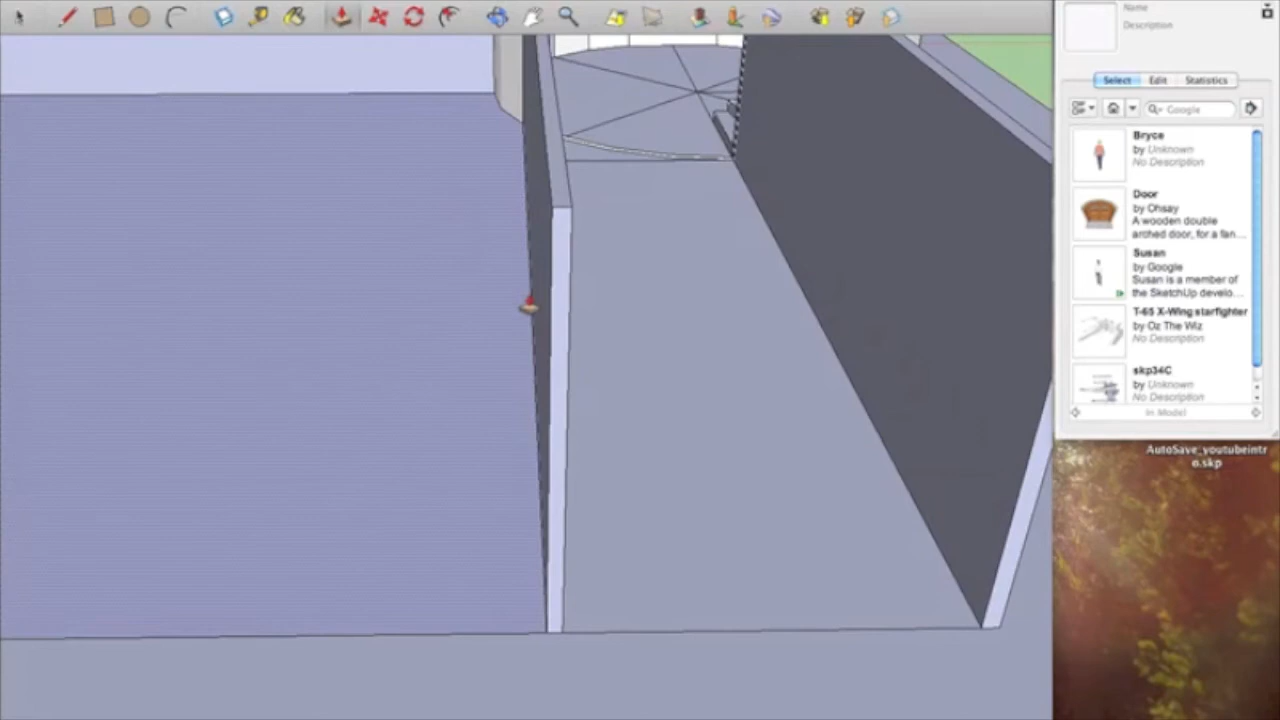 Name
Description
Select Edit Statistics
Google
Bryce
by Unknown
No Description
Door
by Ohsay
A wooden double
arched door, for a fan...
Susan
by Google
Susan is a member of
the SketchUp develo...
T-65 X-Wing starfighter
by Oz The Wiz
No Description
skp34C
by Unknown
No Description
In Model
AutoSave_youtubeintr
o.skp